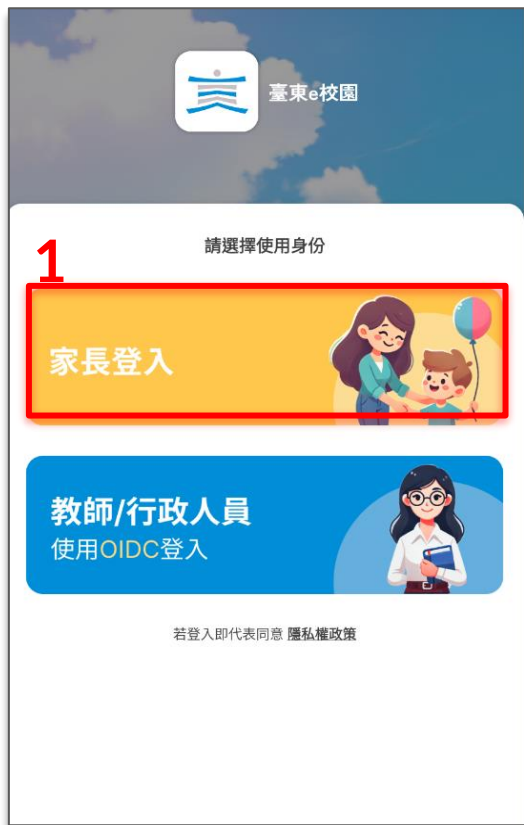 臺東e校園
請選擇使用身份
1
家長登入
教師/行政人員
使用OIDC登入
若登入即代表同意 隱私權政策